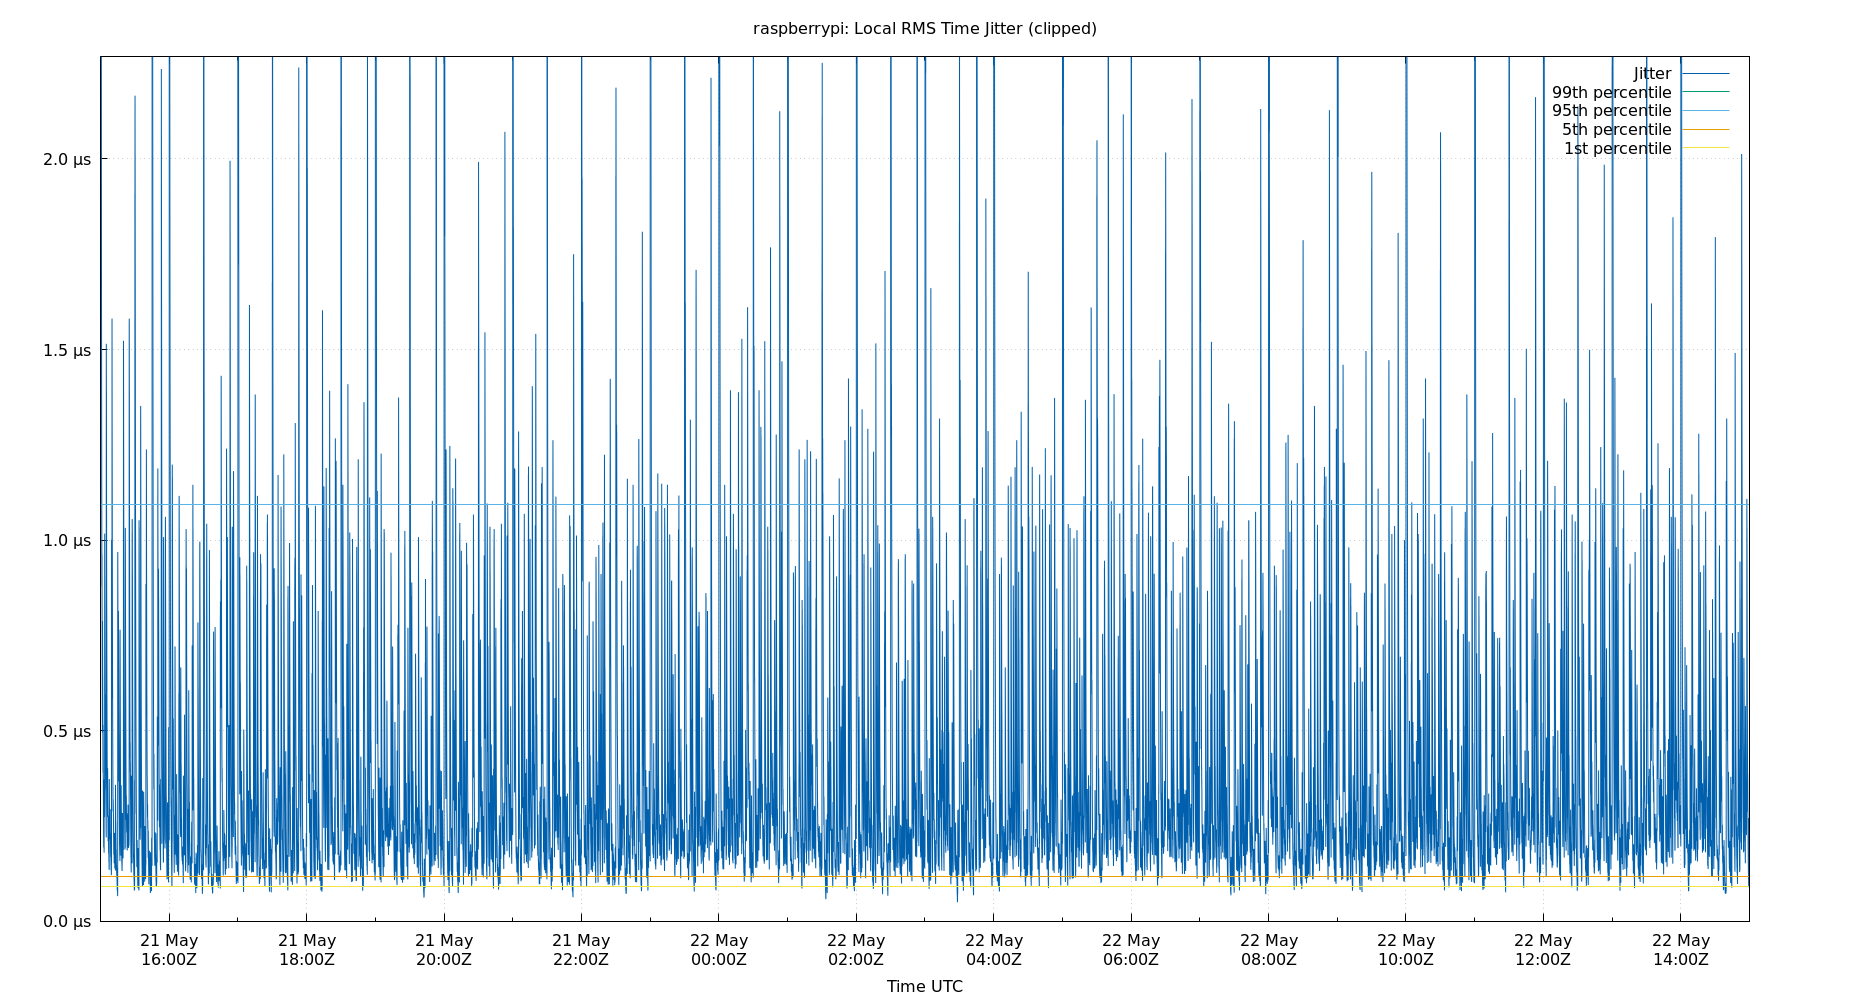 raspberrypi: Local RMS Time Jitter (clipped)
Jitter
99th percentile
95th percentile
5th percentile
1st percentile
2.0 µs
1.5 µs
1.0 µs
0.5 µs
0.0 µs
21 May 21 May 21 May 21 May 22 May 22 May 22 May 22 May 22 May 22 May 22 May 22 May
16:00Z 18:00Z 20:00Z 22:00Z 00:00Z 02:00Z 04:00Z 06:00Z 08:00Z 10:00Z 12:00Z 14:00Z
Time UTC